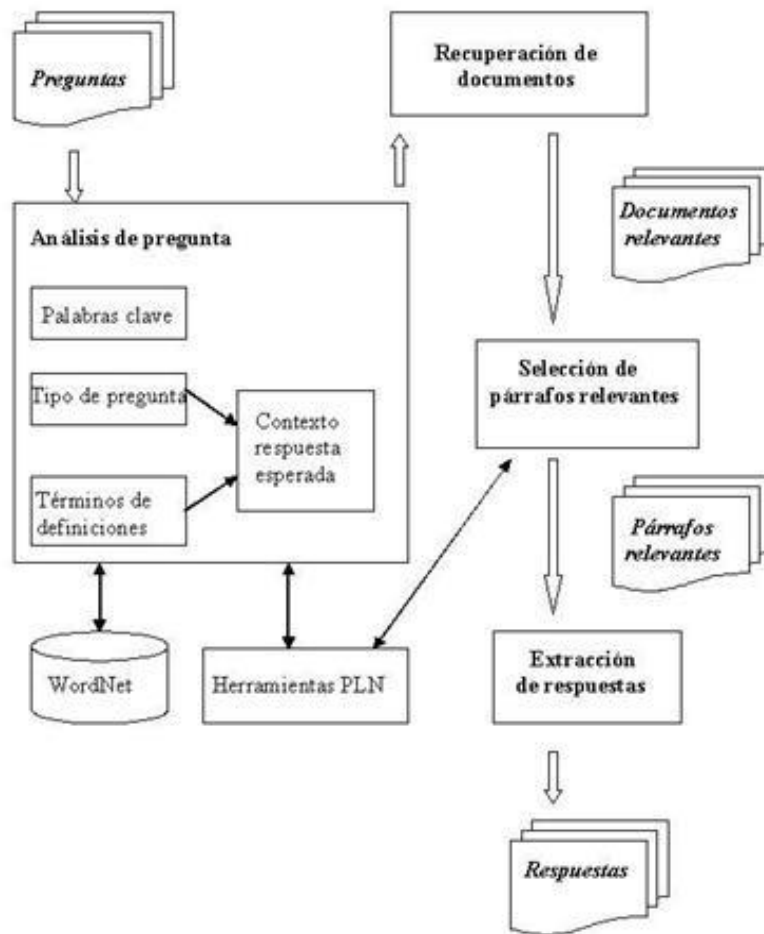 Preguntas
Recuperación de
documentos
Documentos
relevantes
Análisis de pregunta
Palabras clave
Tipo de pregunta
Contexto
respuesta
esperada
Términos de
definiciones
Selección de
párrafos relevantes
Párrafos
relevantes
WordNet
Herramientas PLN
Extracción
de respuestas
Respuestas